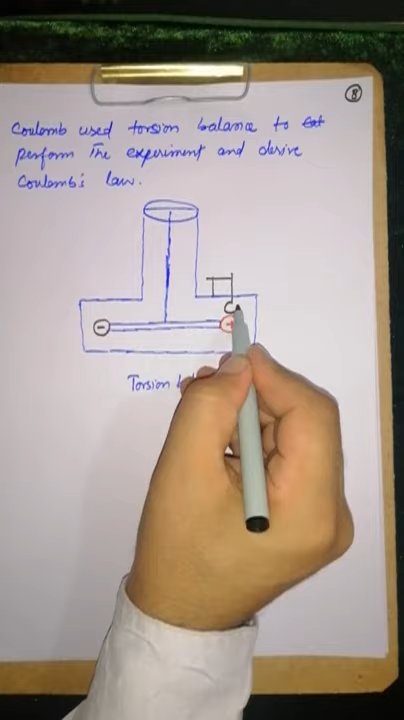 8
Coulomb used torsion balance to
perform The experiment and derive
Coulomb's law.
-
+
Torsion